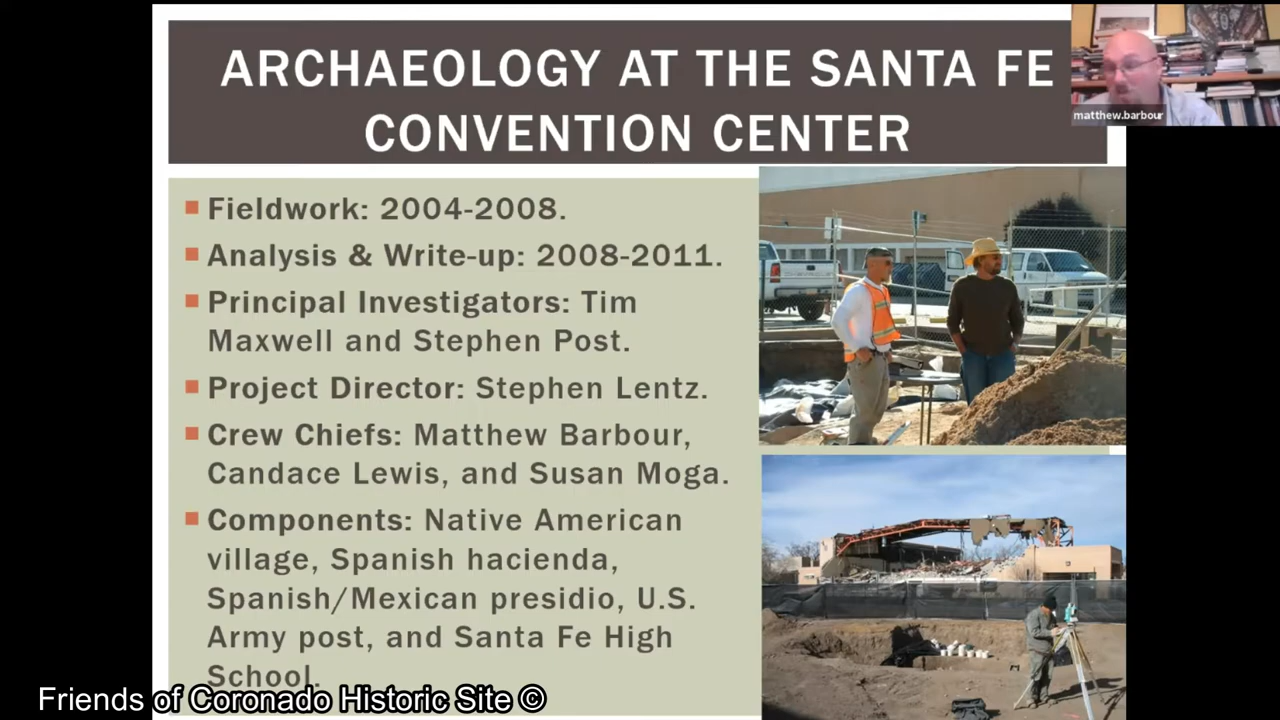 ARCHAEOLOGY AT THE SANTA FE
CONVENTION CENTER
matthew.barbour
Fieldwork: 2004-2008.
Analysis & Write-up: 2008-2011.
Principal Investigators: Tim
Maxwell and Stephen Post.
Project Director: Stephen Lentz.
Crew Chiefs: Matthew Barbour,
Candace Lewis, and Susan Moga.
Components: Native American
village, Spanish hacienda,
Spanish/Mexican presidio, U.S.
Army post, and Santa Fe High
School.
Friends of Coronado Historic Site ©